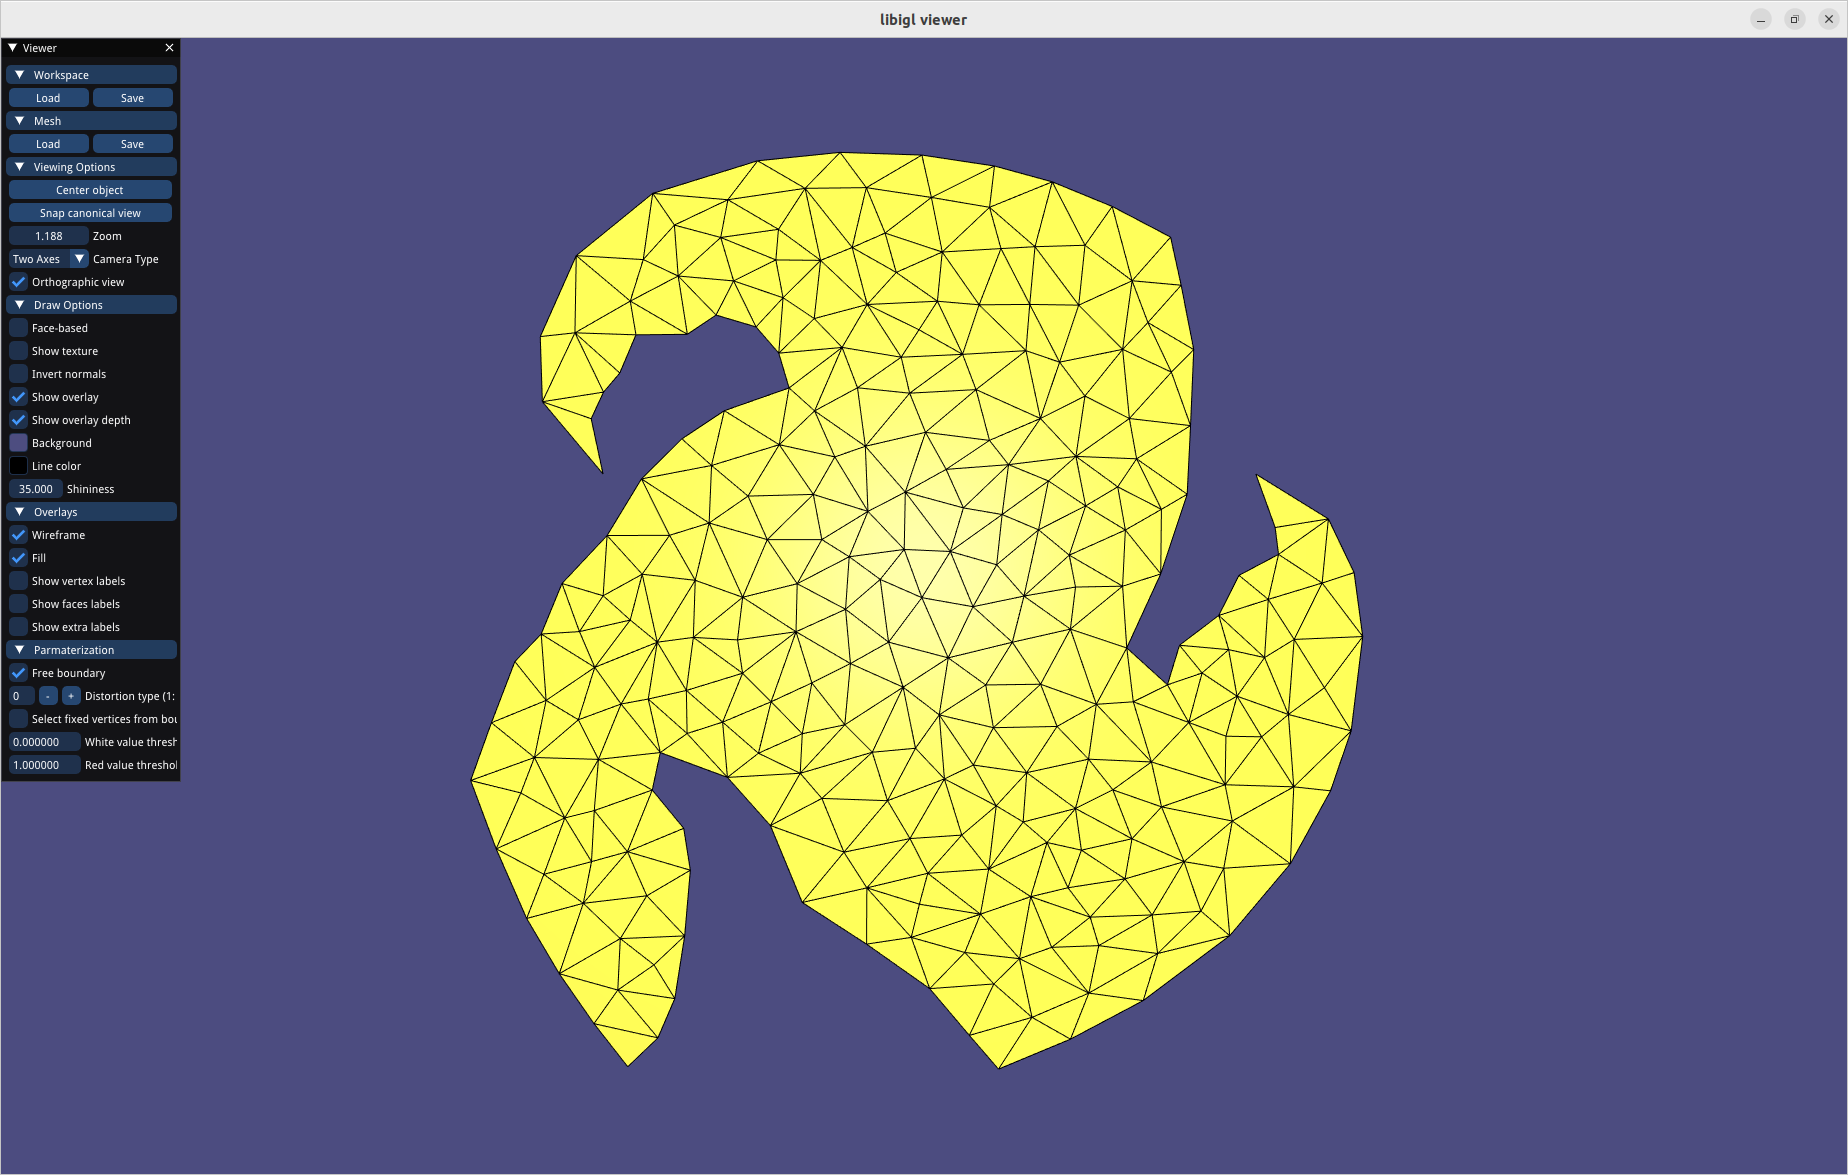 libigl viewer
Viewer
Workspace
Load Save
Mesh
Load Save
Viewing Options
Center object
Snap canonical view
1.188 Zoom
Two Axes Camera Type
Orthographic view
Draw Options
Face-based
Show texture
Invert normals
Show overlay
Show overlay depth
Background
Line color
35.000 Shininess
Overlays
Wireframe
Fill
Show vertex labels
Show faces labels
Show extra labels
Parmaterization
Free boundary
0 - + Distortion type (1:
Select fixed vertices from bou
0.000000 White value thresh
1.000000 Red value threshol